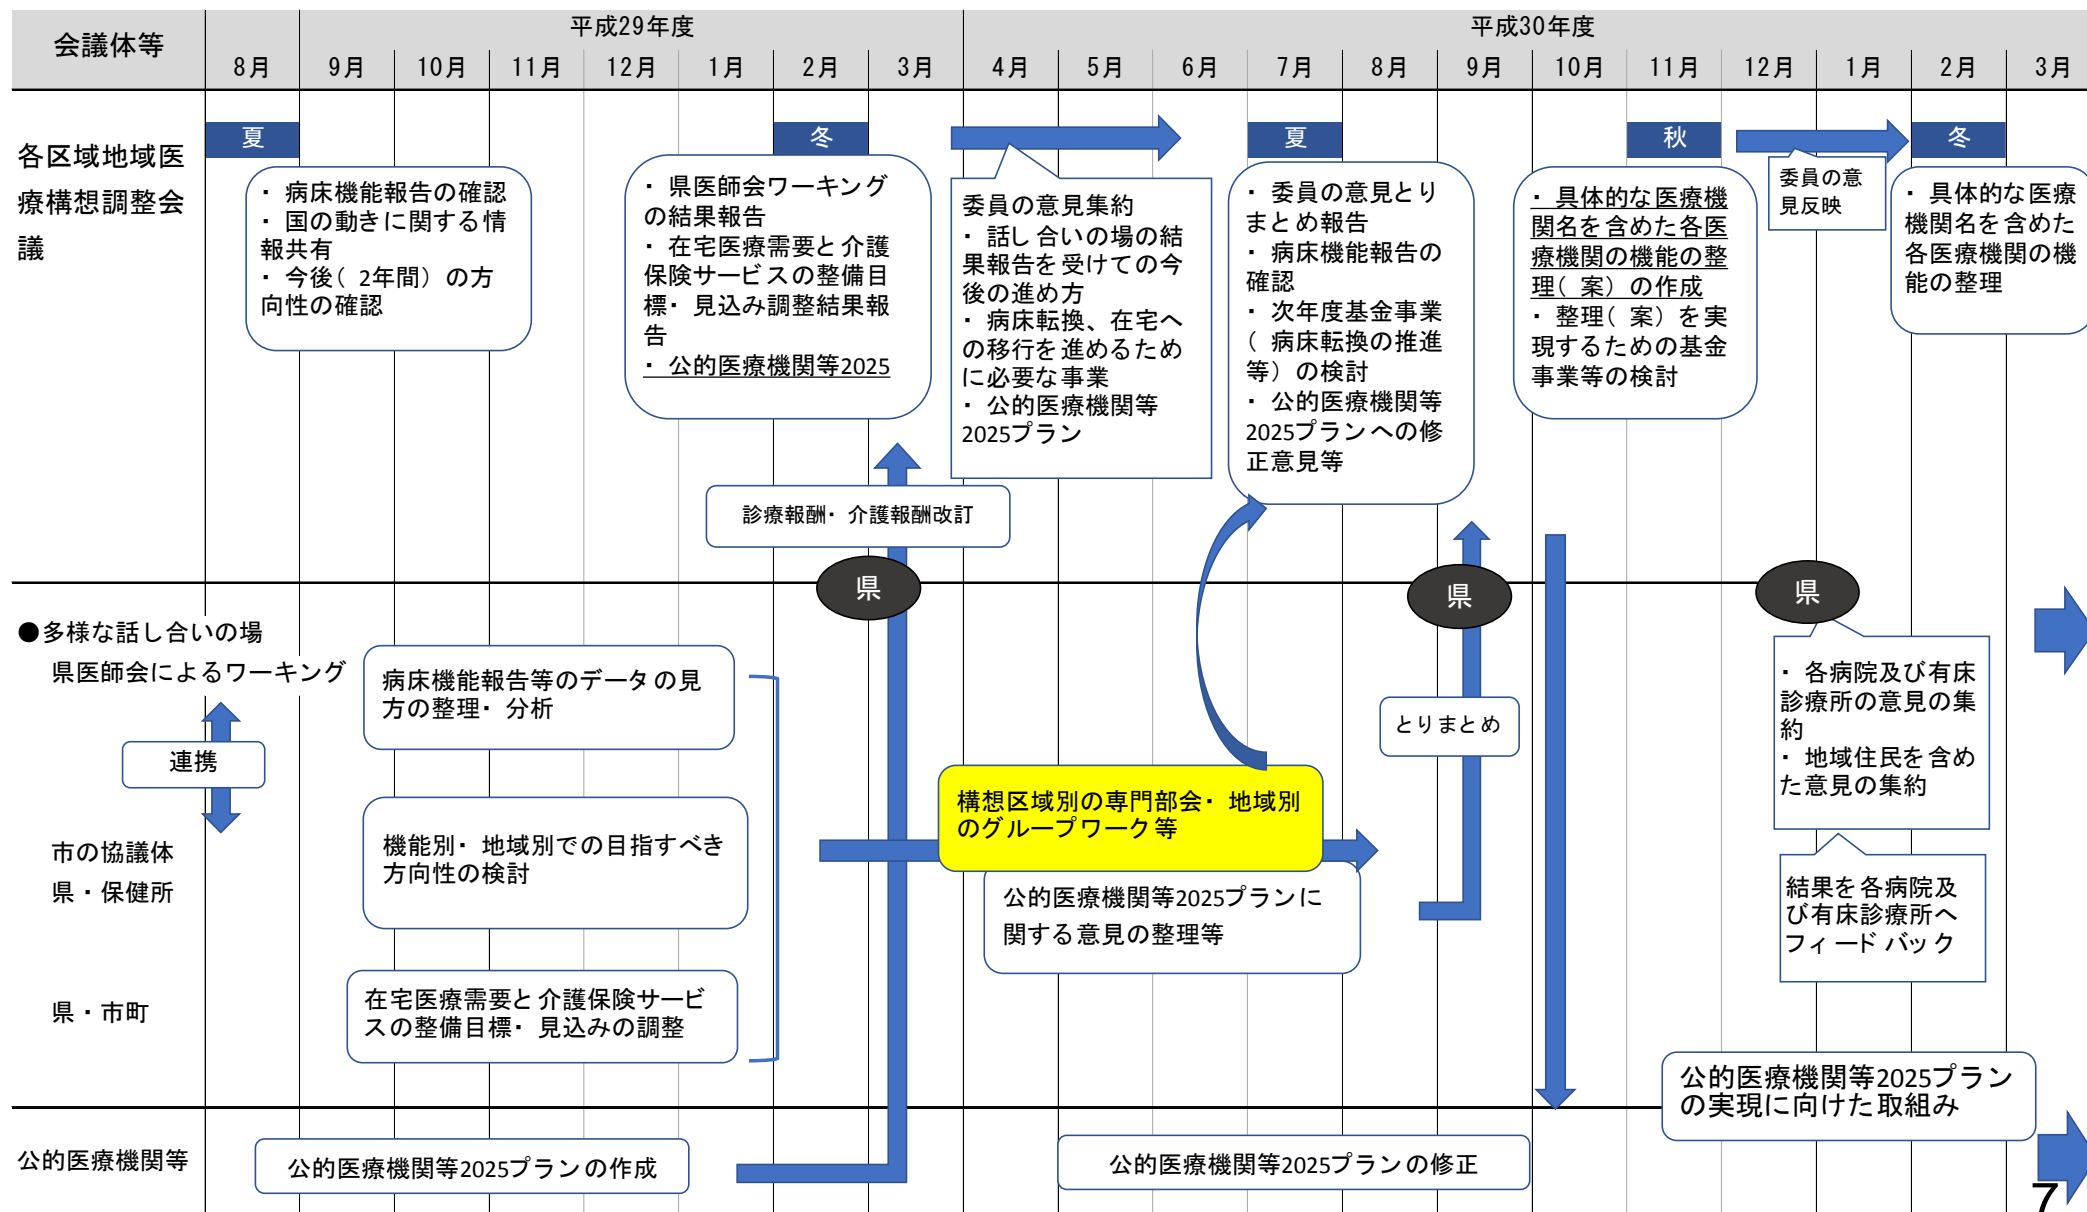 会議体等
平成29年度
平成30年度
8月
9月
10月
11月
12月
1月
2月
3月
4月
5月
6月
7月
8月
9月
10月
11月
12月
1月
2月
3月
各区域地域医
療構想調整会
議
夏
・ 病床機能報告の確認
・ 国の動きに関する情
報共有
・ 今後( 2年間) の方
向性の確認
冬
・ 県医師会ワーキング
の結果報告
・ 在宅医療需要と介護
保険サービスの整備目
標・ 見込み調整結果報
告
・ 公的医療機関等2025
委員の意見集約
・ 話し合いの場の結
果報告を受けての今
後の進め方
・ 病床転換、在宅へ
の移行を進めるため
に必要な事業
・ 公的医療機関等
2025プラン
夏
・ 委員の意見とり
まとめ報告
・ 病床機能報告の
確認
・ 次年度基金事業
( 病床転換の推進
等) の検討
・ 公的医療機関等
2025プランへの修
正意見等
秋
・ 具体的な医療機
関名を含めた各医
療機関の機能の整
理( 案) の作成
・ 整理( 案) を実
現するための基金
事業等の検討
委員の意
見反映
冬
・ 具体的な医療
機関名を含めた
各医療機関の機
能の整理
診療報酬・ 介護報酬改訂
県
県
県
●多様な話し合いの場
県医師会によるワーキング
連携
市の協議体
県・保健所
県・市町
病床機能報告等のデータの見
方の整理・ 分析
機能別・ 地域別での目指すべき
方向性の検討
在宅医療需要と介護保険サービ
スの整備目標・ 見込みの調整
構想区域別の専門部会・ 地域別
のグループワーク等
公的医療機関等2025プランに
関する意見の整理等
とりまとめ
・ 各病院及び有床
診療所の意見の集
約
・ 地域住民を含め
た意見の集約
結果を各病院及
び有床診療所へ
フィードバック
公的医療機関等2025プラン
の実現に向けた取組み
公的医療機関等
公的医療機関等2025プランの作成
公的医療機関等2025プランの修正
7